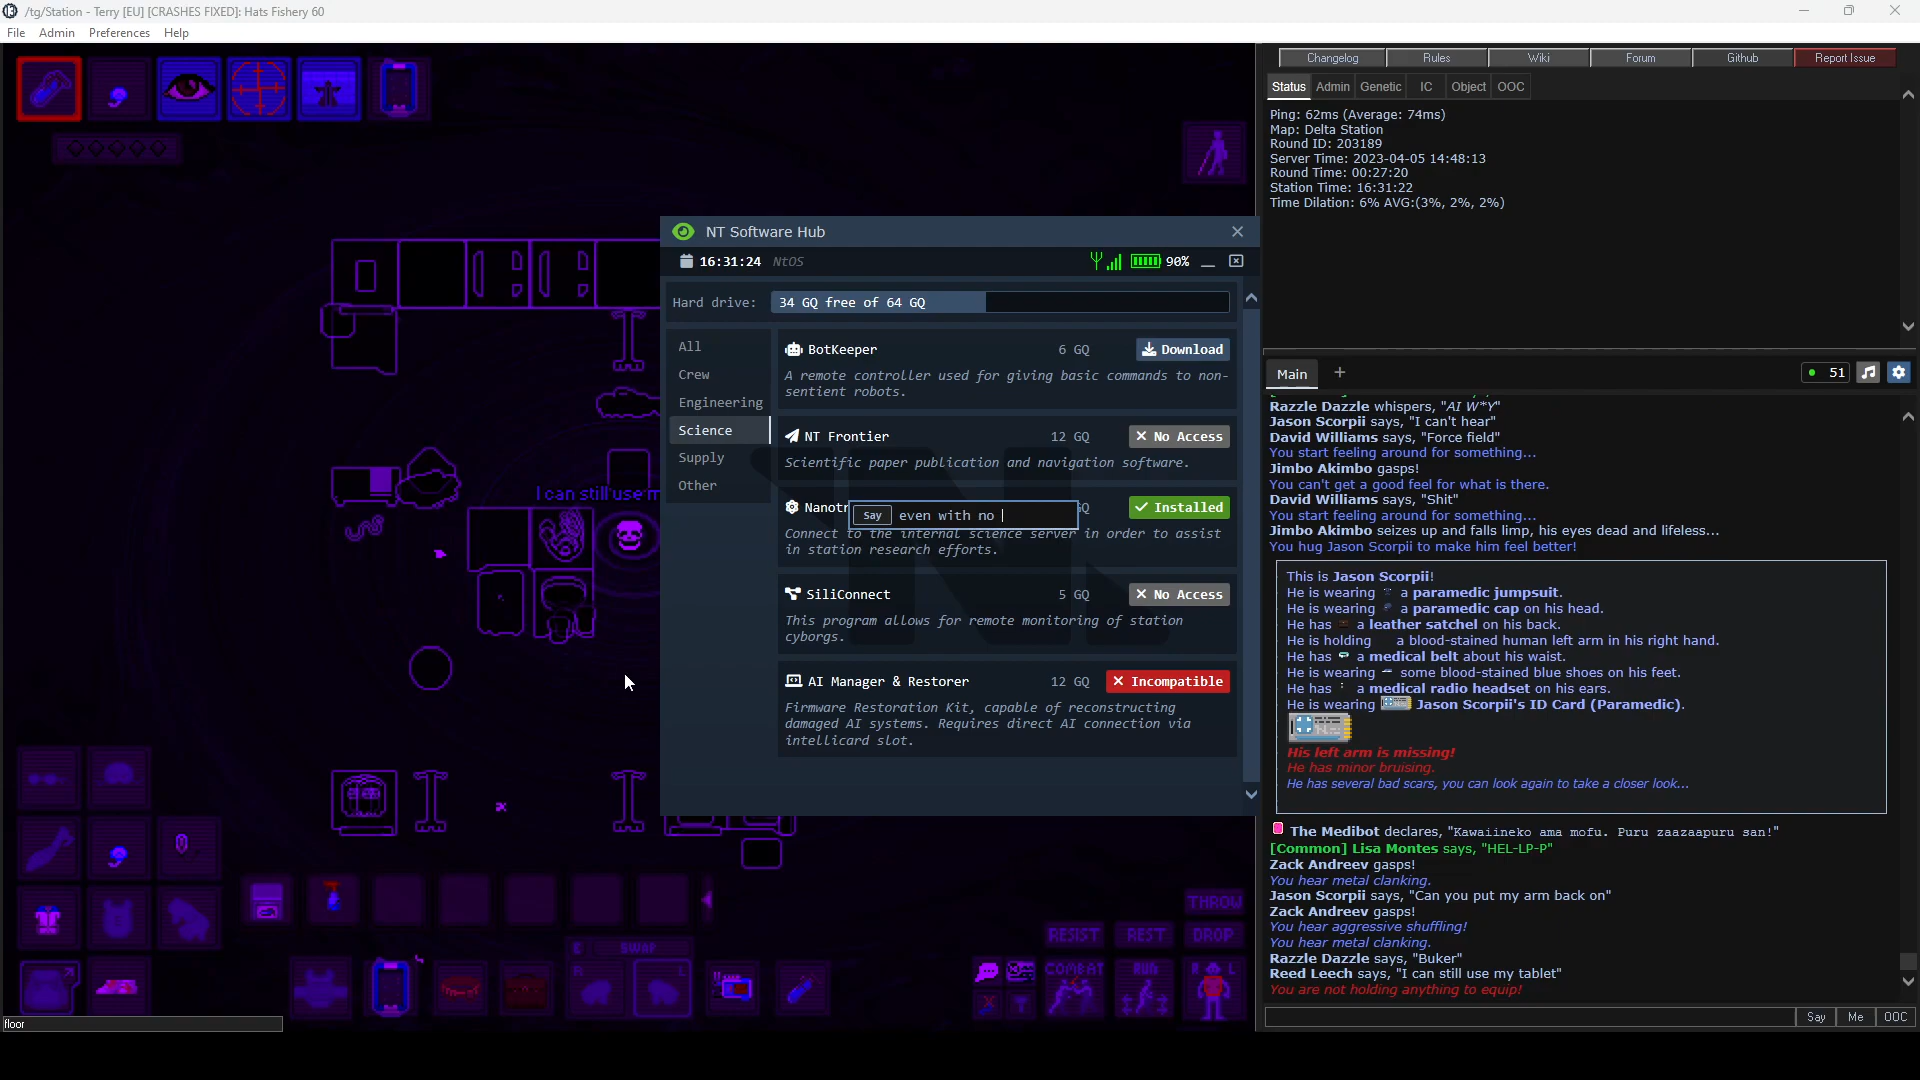 /tg/Station - Terry [EU] [CRASHES FIXED]: Hats Fishery 60
File Admin Preferences Help
I can still use m
THROW
RESIST REST DROP
E SWAP
R L
COMBAT RUN R L
floor
NT Software Hub
16:31:24 NtOS 90%
Hard drive: 34 GQ free of 64 GQ
All
Crew
Engineering
Science
Supply
Other
BotKeeper 6 GQ Download
A remote controller used for giving basic commands to non-
sentient robots.
NT Frontier 12 GQ No Access
Scientific paper publication and navigation software.
Nanotr GQ Installed
Say even with no
Connect to the internal science server in order to assist
in station research efforts.
SiliConnect 5 GQ No Access
This program allows for remote monitoring of station
cyborgs.
AI Manager & Restorer 12 GQ Incompatible
Firmware Restoration Kit, capable of reconstructing
damaged AI systems. Requires direct AI connection via
intellicard slot.
Changelog Rules Wiki Forum Github Report Issue
Status Admin Genetic IC Object OOC
Ping: 62ms (Average: 74ms)
Map: Delta Station
Round ID: 203189
Server Time: 2023-04-05 14:48:13
Round Time: 00:27:20
Station Time: 16:31:22
Time Dilation: 6% AVG:(3%, 2%, 2%)
Main + 51
Razzle Dazzle whispers, "AI W*Y"
Jason Scorpii says, "I can't hear"
David Williams says, "Force field"
You start feeling around for something...
Jimbo Akimbo gasps!
You can't get a good feel for what is there.
David Williams says, "Shit"
You start feeling around for something...
Jimbo Akimbo seizes up and falls limp, his eyes dead and lifeless...
You hug Jason Scorpii to make him feel better!
This is Jason Scorpii!
He is wearing a paramedic jumpsuit.
He is wearing a paramedic cap on his head.
He has a leather satchel on his back.
He is holding a blood-stained human left arm in his right hand.
He has a medical belt about his waist.
He is wearing some blood-stained blue shoes on his feet.
He has a medical radio headset on his ears.
He is wearing Jason Scorpii's ID Card (Paramedic).
His left arm is missing!
He has minor bruising.
He has several bad scars, you can look again to take a closer look...
The Medibot declares, "Kawaiineko ama mofu. Puru zaazaapuru san!"
[Common] Lisa Montes says, "HEL-LP-P"
Zack Andreev gasps!
You hear metal clanking.
Jason Scorpii says, "Can you put my arm back on"
Zack Andreev gasps!
You hear aggressive shuffling!
You hear metal clanking.
Razzle Dazzle says, "Buker"
Reed Leech says, "I can still use my tablet"
You are not holding anything to equip!
Say Me OOC